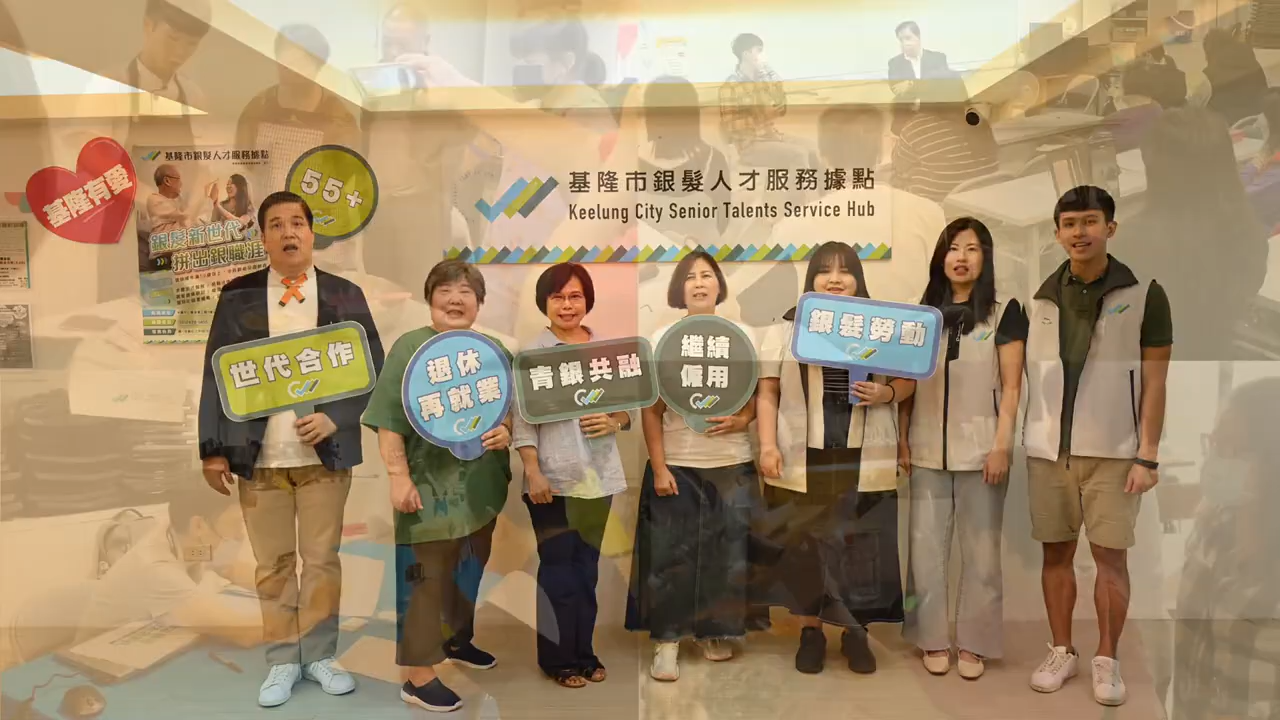 基隆有愛
基隆市銀髮人才服務據點
銀髮新世代
拼出銀職涯
55+
基隆市銀髮人才服務據點
Keelung City Senior Talents Service Hub
世代合作
退休
再就業
青銀共融
繼續
僱用
銀髮勞動